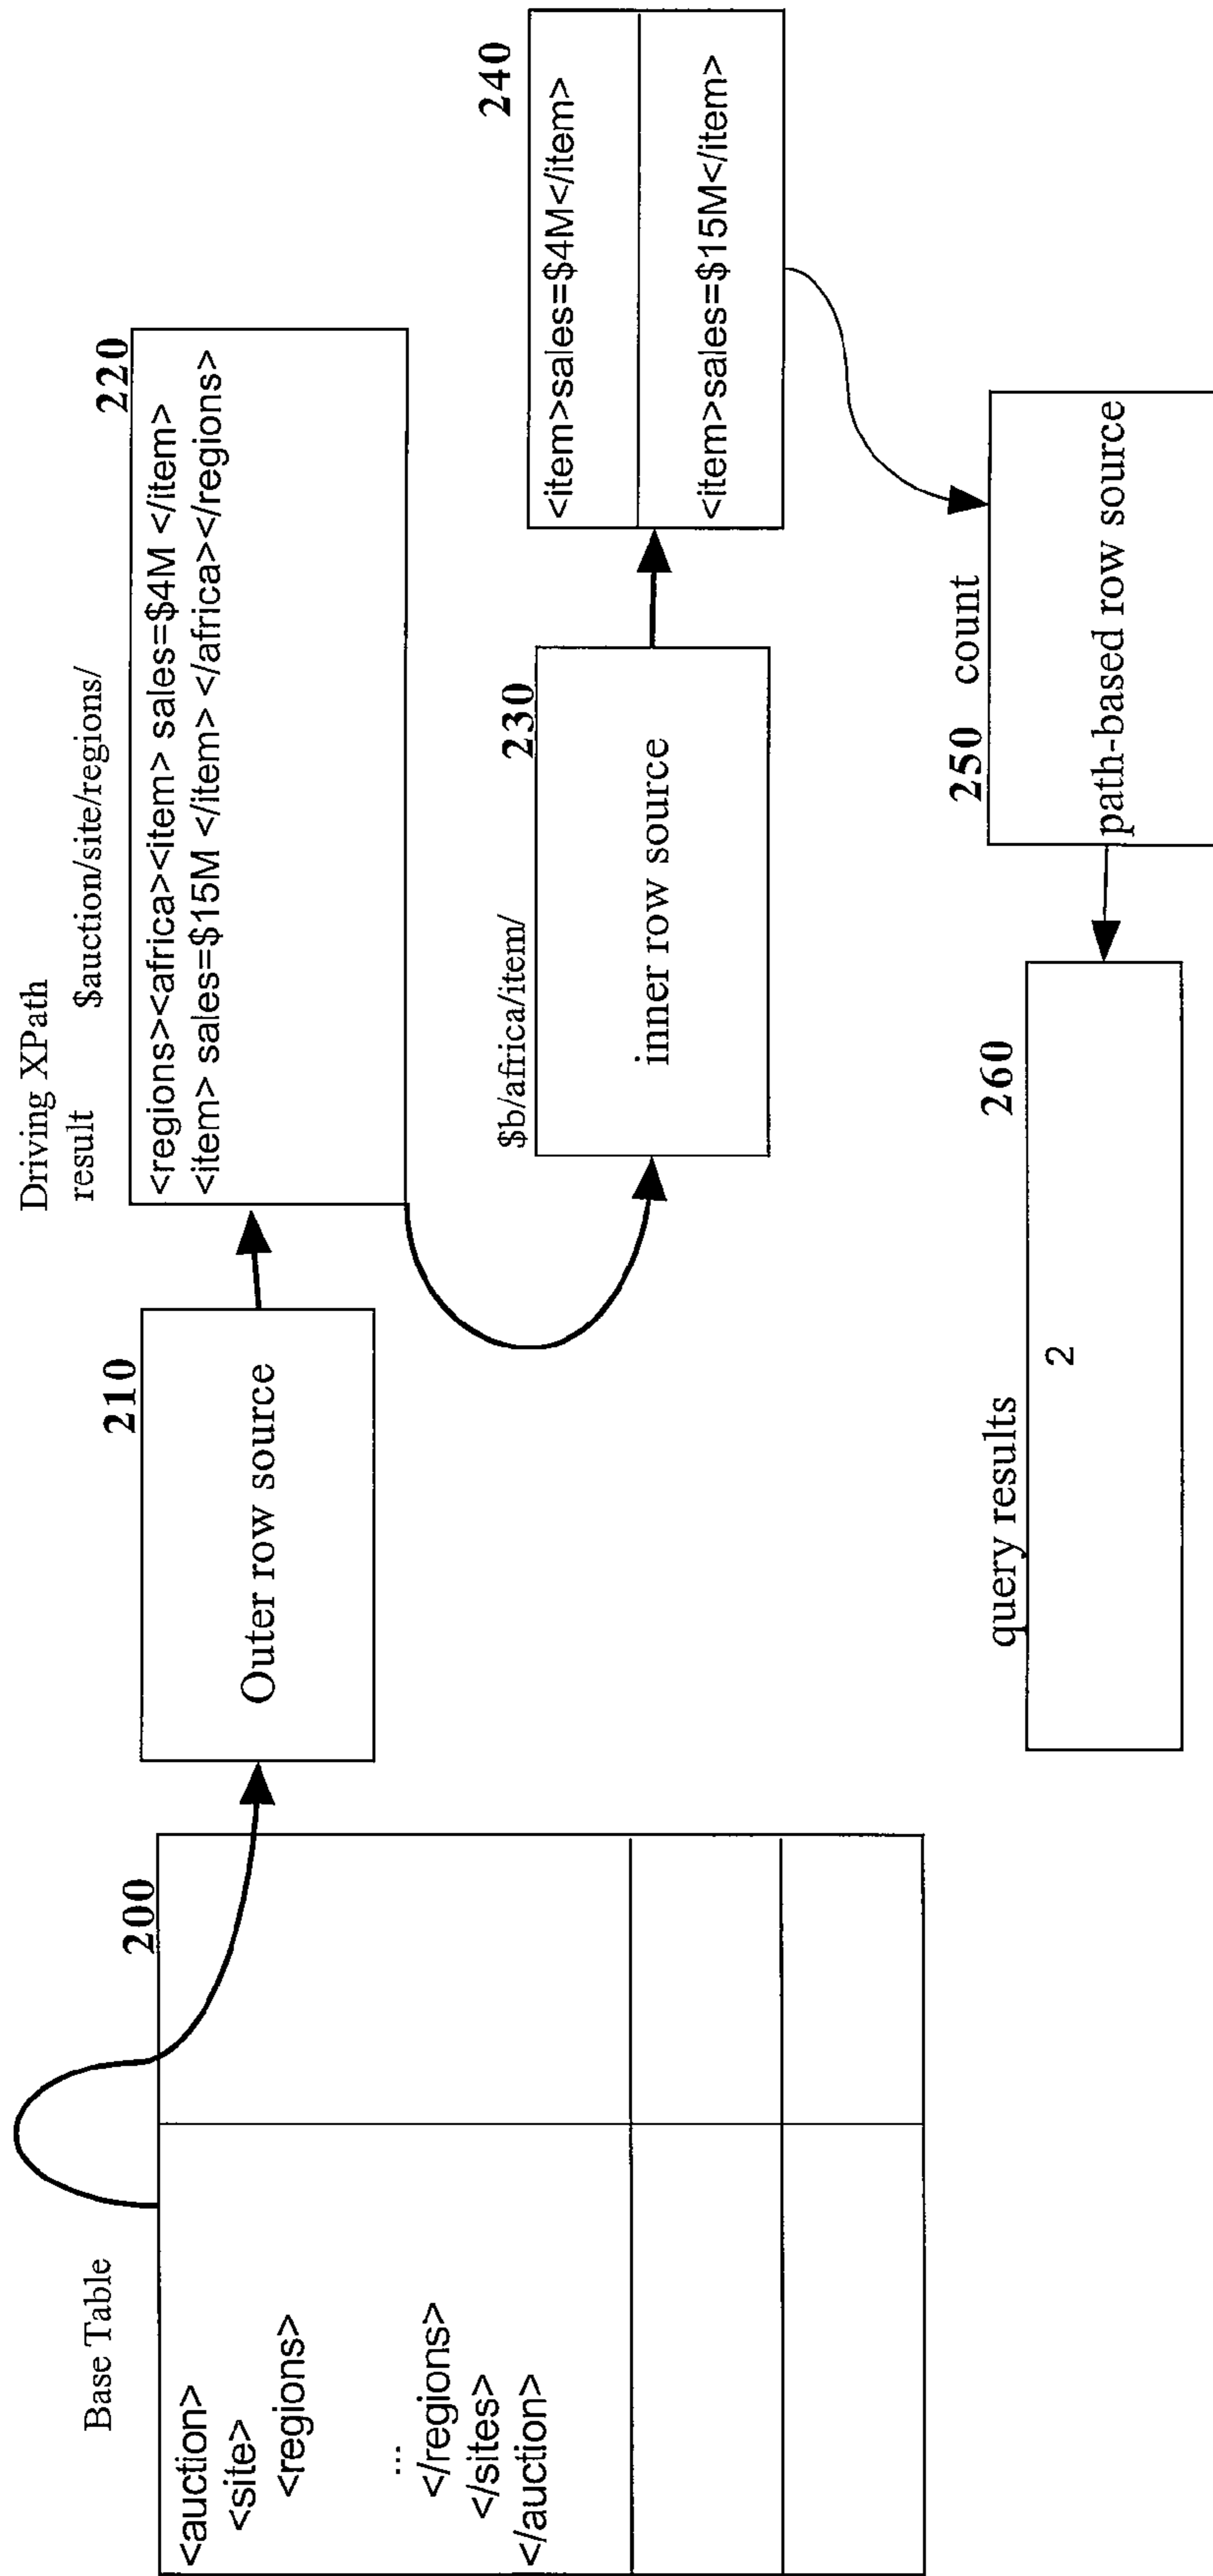 Base Table
200
<auction>
<site>
<regions>
...
</regions>
</sites>
</auction>
210
Outer row source
Driving XPath
result $auction/site/regions/
220
<regions><africa><item> sales=$4M </item>
<item> sales=$15M </item> </africa></regions>
$b/africa/item/
230
inner row source
240
<item>sales=$4M</item>
<item>sales=$15M</item>
250 count
path-based row source
query results
260
2